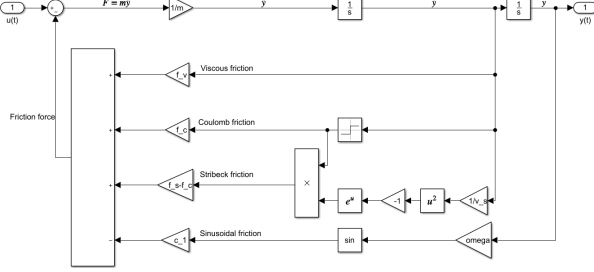 1
u(t)
F = mÿ
1/m
ÿ
1
s
ẏ
1
s
y
1
y(t)
Viscous friction
f_v
Coulomb friction
f_c
Friction force
Stribeck friction
f_s-f_c
×
e^u
-1
u²
1/v_s
Sinusoidal friction
c_1
sin
omega